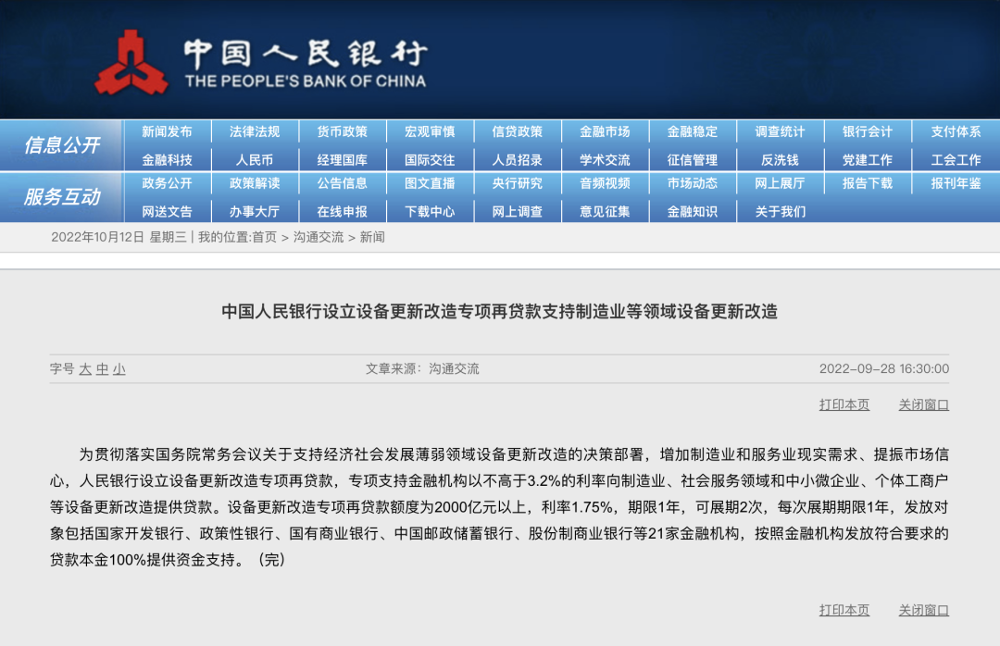 中国人民银行
THE PEOPLE'S BANK OF CHINA
信息公开
新闻发布 法律法规 货币政策 宏观审慎 信贷政策 金融市场 金融稳定 调查统计 银行会计 支付体系
金融科技 人民币 经理国库 国际交往 人员招录 学术交流 征信管理 反洗钱 党建工作 工会工作
服务互动
政务公开 政策解读 公告信息 图文直播 央行研究 音频视频 市场动态 网上展厅 报告下载 报刊年鉴
网送文告 办事大厅 在线申报 下载中心 网上调查 意见征集 金融知识 关于我们
2022年10月12日 星期三 | 我的位置:首页 > 沟通交流 > 新闻
中国人民银行设立设备更新改造专项再贷款支持制造业等领域设备更新改造
字号 大 中 小 文章来源：沟通交流 2022-09-28 16:30:00
打印本页 关闭窗口
为贯彻落实国务院常务会议关于支持经济社会发展薄弱领域设备更新改造的决策部署，增加制造业和服务业现实需求、提振市场信
心，人民银行设立设备更新改造专项再贷款，专项支持金融机构以不高于3.2%的利率向制造业、社会服务领域和中小微企业、个体工商户
等设备更新改造提供贷款。设备更新改造专项再贷款额度为2000亿元以上，利率1.75%，期限1年，可展期2次，每次展期期限1年，发放对
象包括国家开发银行、政策性银行、国有商业银行、中国邮政储蓄银行、股份制商业银行等21家金融机构，按照金融机构发放符合要求的
贷款本金100%提供资金支持。（完）
打印本页 关闭窗口